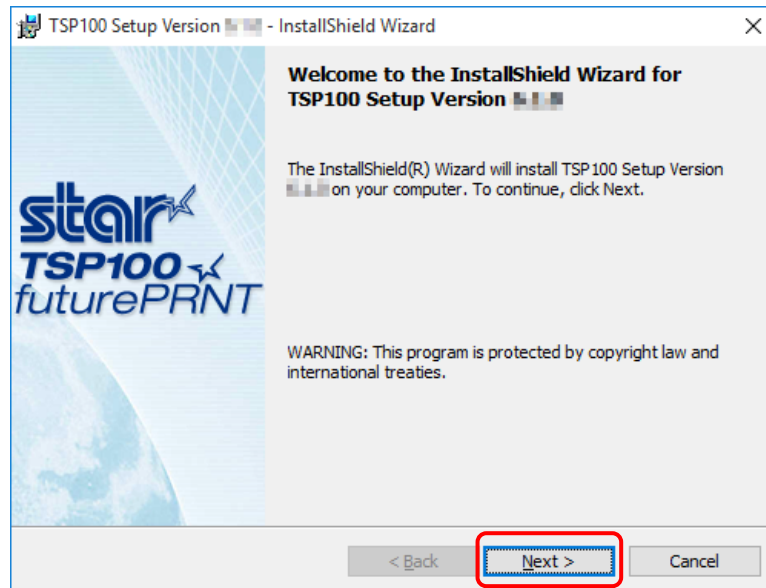 TSP100 Setup Version - InstallShield Wizard
Welcome to the InstallShield Wizard for
TSP100 Setup Version
The InstallShield(R) Wizard will install TSP100 Setup Version
on your computer. To continue, click Next.
star
TSP100
futurePRNT
WARNING: This program is protected by copyright law and
international treaties.
< Back
Next >
Cancel